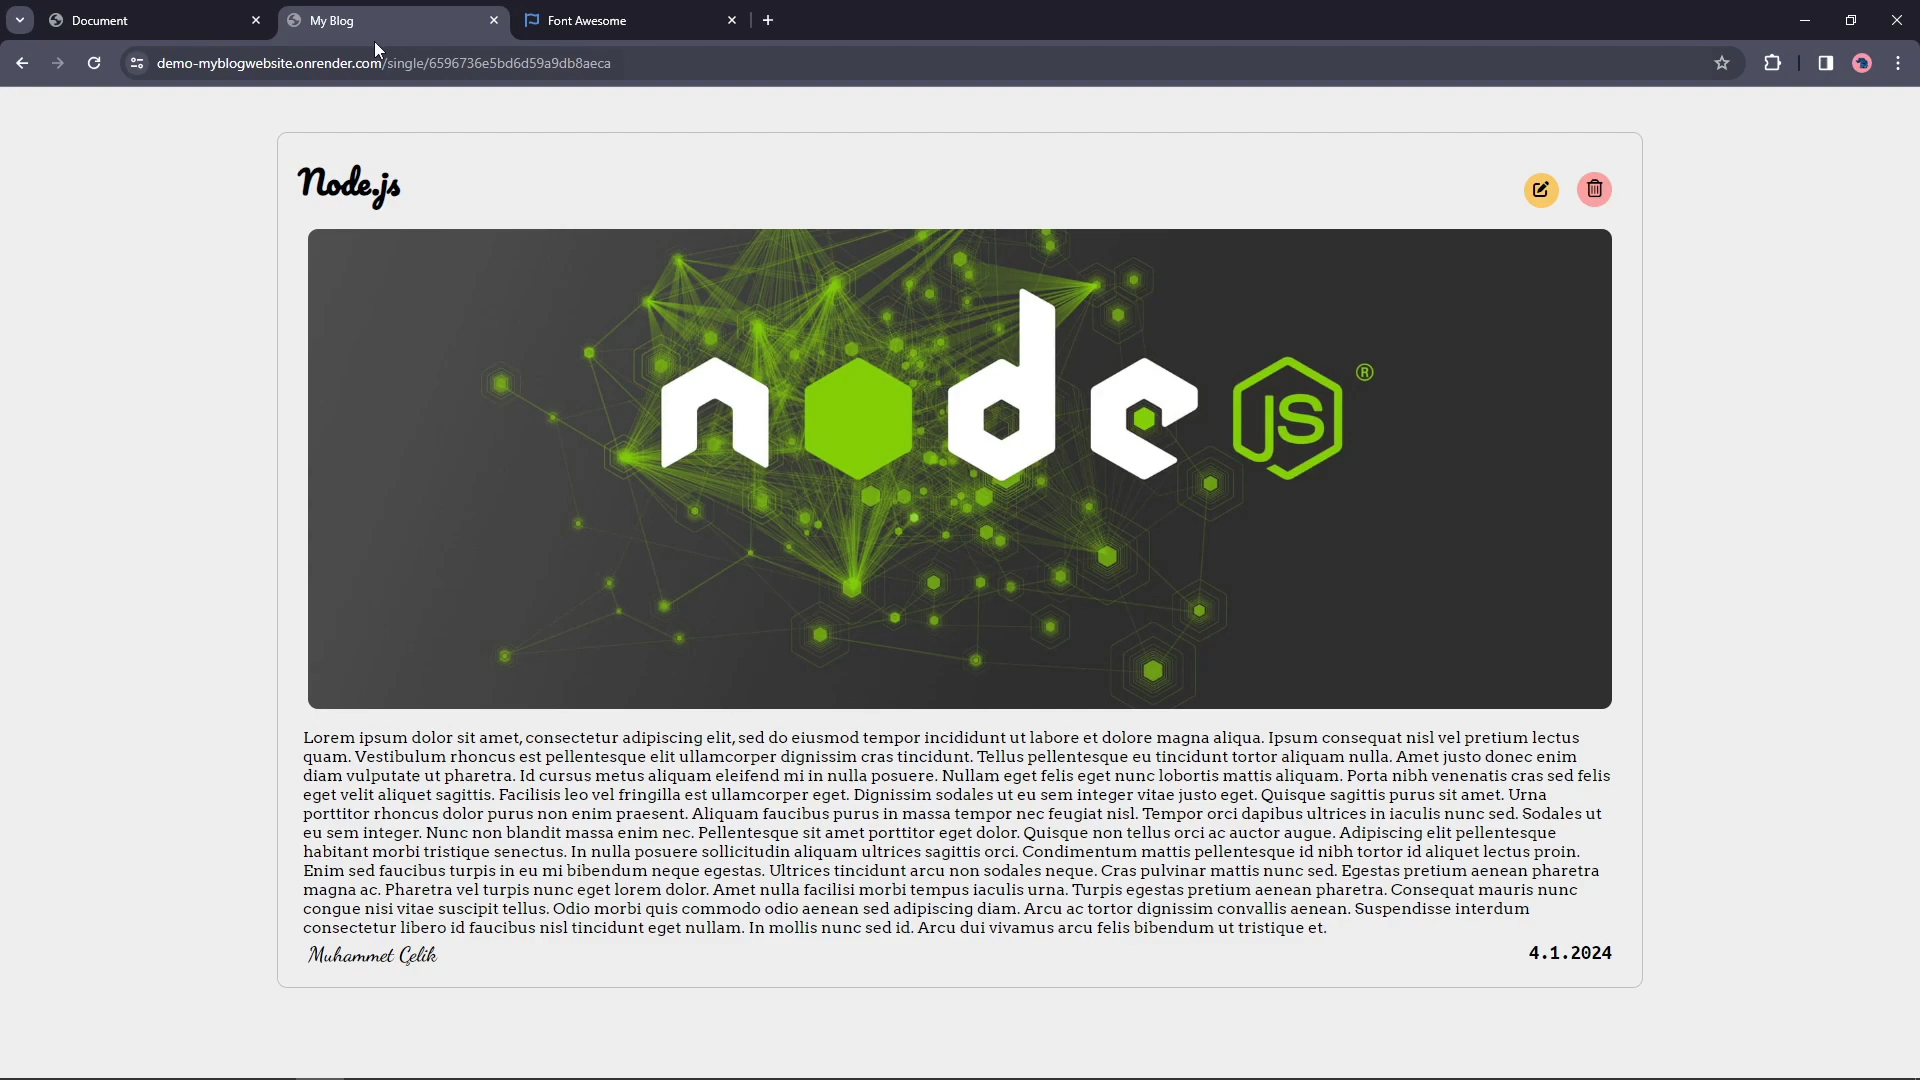 Document
My Blog
Font Awesome
demo-myblogwebsite.onrender.com/single/6596736e5bd6d59a9db8aeca
Node.js
node JS ®
Lorem ipsum dolor sit amet, consectetur adipiscing elit, sed do eiusmod tempor incididunt ut labore et dolore magna aliqua. Ipsum consequat nisl vel pretium lectus
quam. Vestibulum rhoncus est pellentesque elit ullamcorper dignissim cras tincidunt. Tellus pellentesque eu tincidunt tortor aliquam nulla. Amet justo donec enim
diam vulputate ut pharetra. Id cursus metus aliquam eleifend mi in nulla posuere. Nullam eget felis eget nunc lobortis mattis aliquam. Porta nibh venenatis cras sed felis
eget velit aliquet sagittis. Facilisis leo vel fringilla est ullamcorper eget. Dignissim sodales ut eu sem integer vitae justo eget. Quisque sagittis purus sit amet. Urna
porttitor rhoncus dolor purus non enim praesent. Aliquam faucibus purus in massa tempor nec feugiat nisl. Tempor orci dapibus ultrices in iaculis nunc sed. Sodales ut
eu sem integer. Nunc non blandit massa enim nec. Pellentesque sit amet porttitor eget dolor. Quisque non tellus orci ac auctor augue. Adipiscing elit pellentesque
habitant morbi tristique senectus. In nulla posuere sollicitudin aliquam ultrices sagittis orci. Condimentum mattis pellentesque id nibh tortor id aliquet lectus proin.
Enim sed faucibus turpis in eu mi bibendum neque egestas. Ultrices tincidunt arcu non sodales neque. Cras pulvinar mattis nunc sed. Egestas pretium aenean pharetra
magna ac. Pharetra vel turpis nunc eget lorem dolor. Amet nulla facilisi morbi tempus iaculis urna. Turpis egestas pretium aenean pharetra. Consequat mauris nunc
congue nisi vitae suscipit tellus. Odio morbi quis commodo odio aenean sed adipiscing diam. Arcu ac tortor dignissim convallis aenean. Suspendisse interdum
consectetur libero id faucibus nisl tincidunt eget nullam. In mollis nunc sed id. Arcu dui vivamus arcu felis bibendum ut tristique et.
Muhammet Çelik
4.1.2024